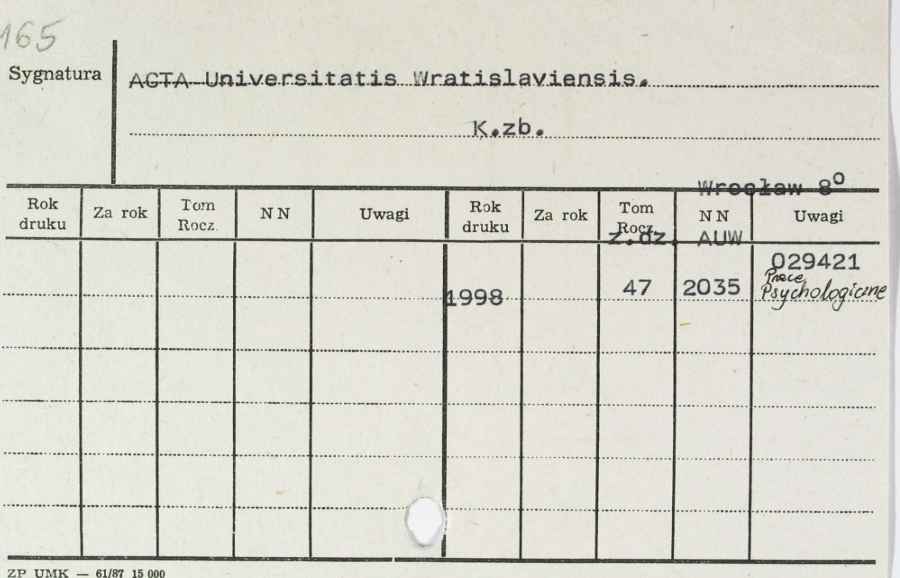 165
Sygnatura
ACTA Universitatis Wratislaviensis.
K.zb.
Wrocław 8º
Rok druku Za rok Tom Rocz. NN Uwagi Rok druku Za rok Tom Rocz. NN Uwagi
z.dz. AUW
029421
Prace
1998 47 2035 Psychologiczne
ZP UMK — 61/87 15 000